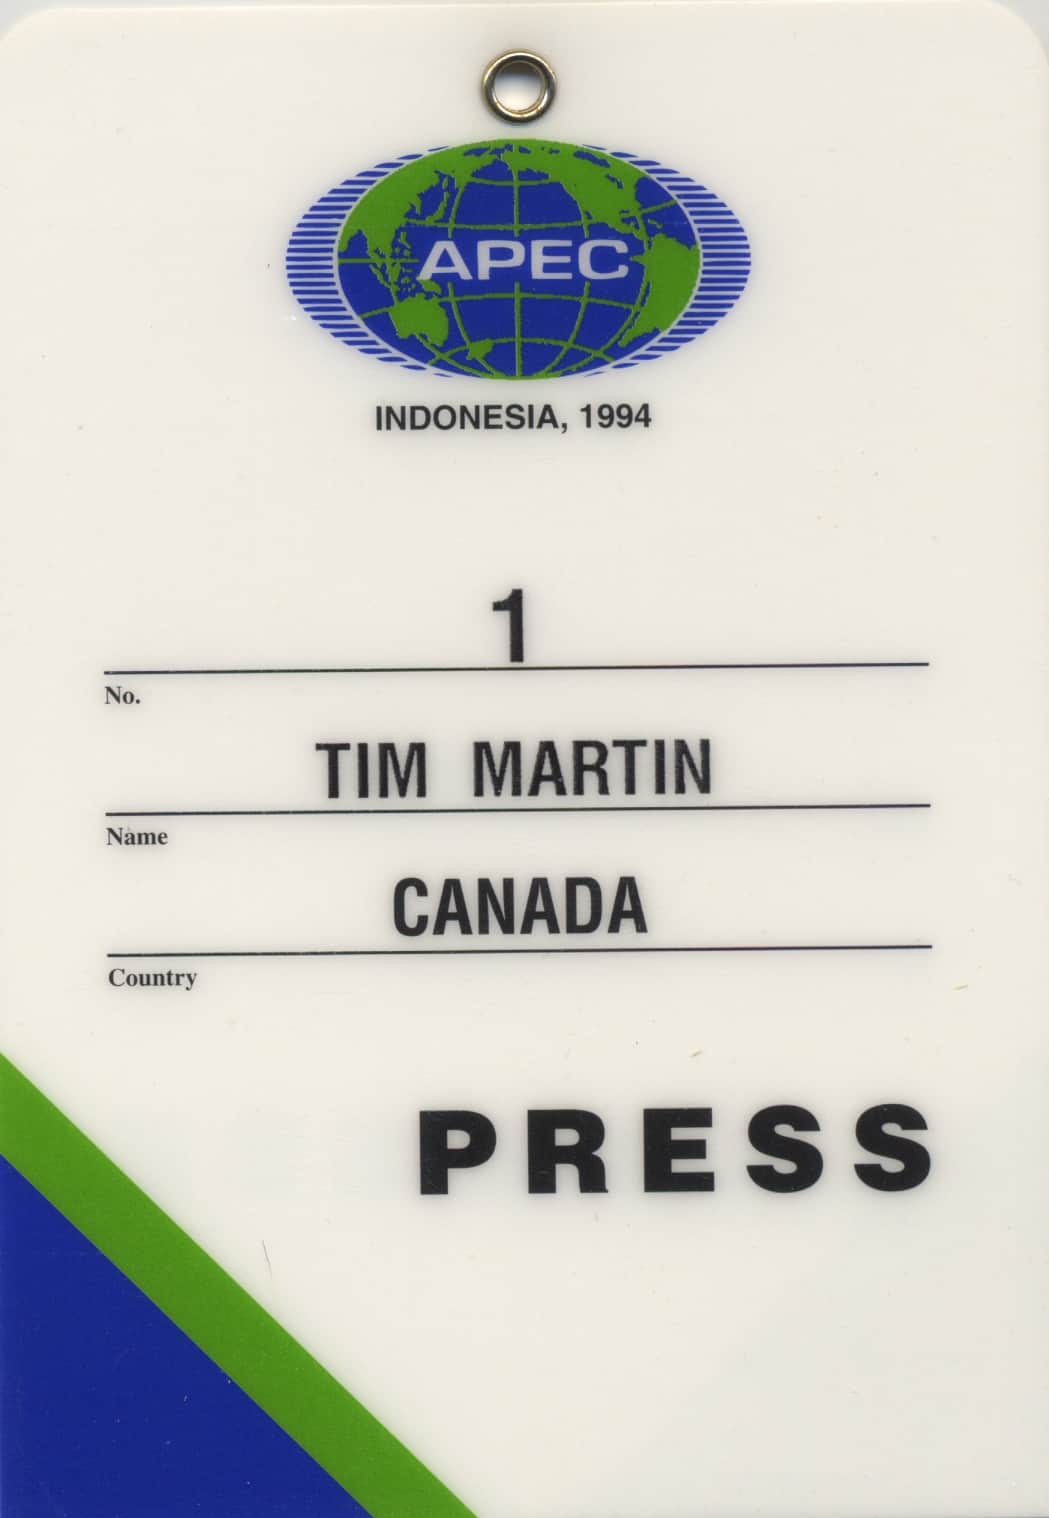 APEC
INDONESIA, 1994
1
No.
TIM MARTIN
Name
CANADA
Country
PRESS